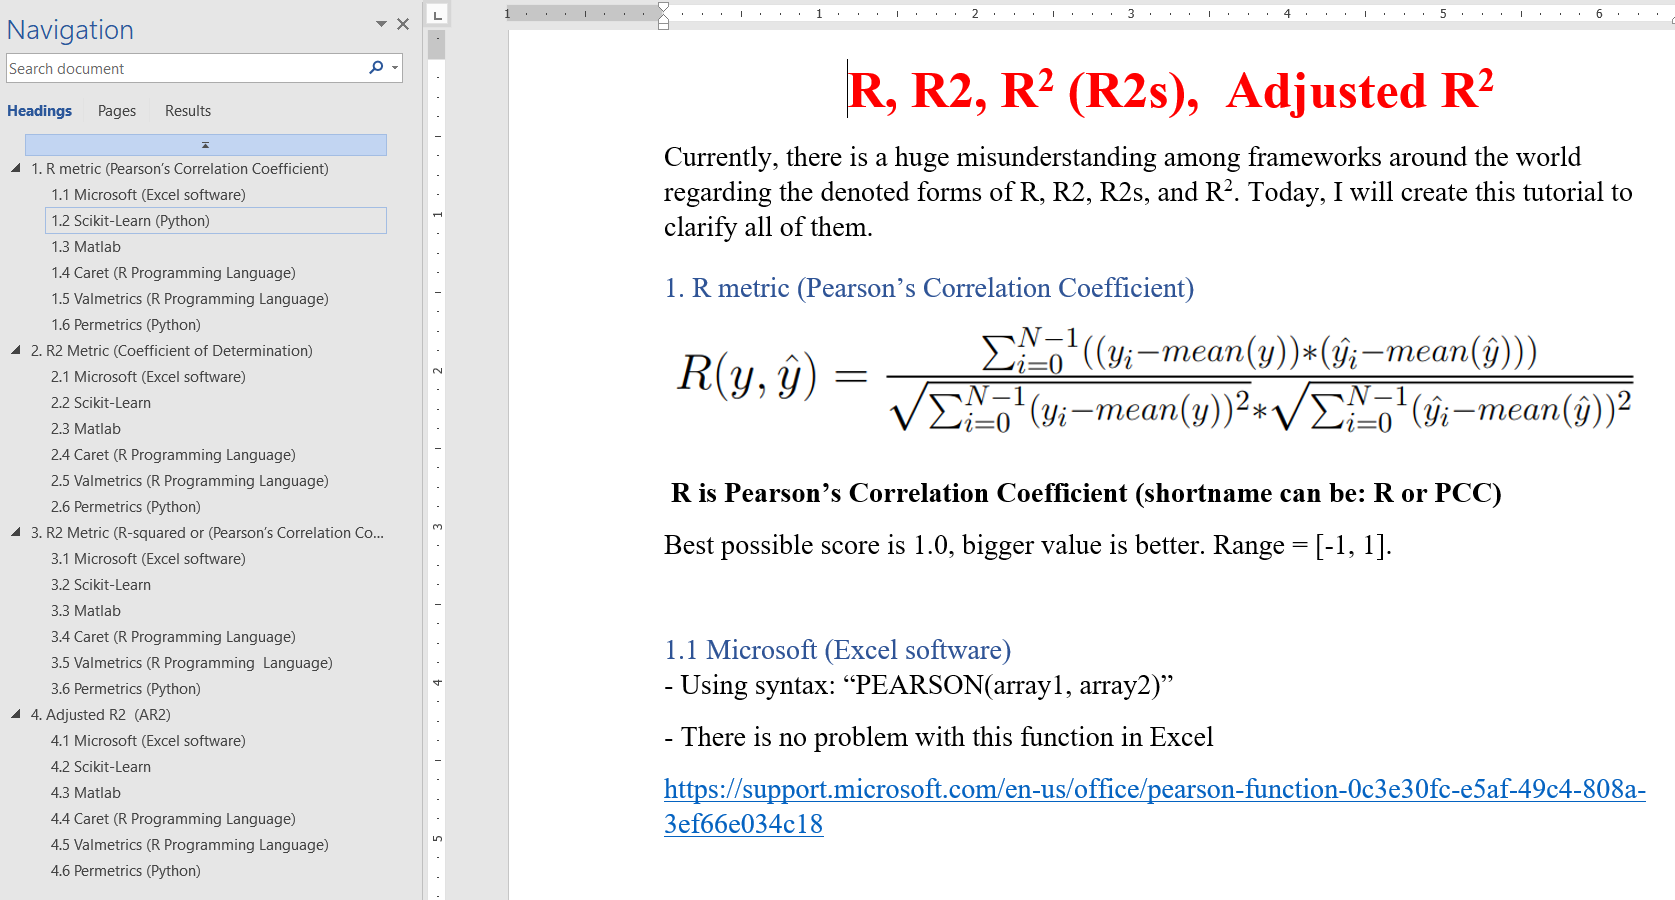 Navigation
Search document
Headings Pages Results
1. R metric (Pearson’s Correlation Coefficient)
1.1 Microsoft (Excel software)
1.2 Scikit-Learn (Python)
1.3 Matlab
1.4 Caret (R Programming Language)
1.5 Valmetrics (R Programming Language)
1.6 Permetrics (Python)
2. R2 Metric (Coefficient of Determination)
2.1 Microsoft (Excel software)
2.2 Scikit-Learn
2.3 Matlab
2.4 Caret (R Programming Language)
2.5 Valmetrics (R Programming Language)
2.6 Permetrics (Python)
3. R2 Metric (R-squared or (Pearson’s Correlation Co...
3.1 Microsoft (Excel software)
3.2 Scikit-Learn
3.3 Matlab
3.4 Caret (R Programming Language)
3.5 Valmetrics (R Programming  Language)
3.6 Permetrics (Python)
4. Adjusted R2  (AR2)
4.1 Microsoft (Excel software)
4.2 Scikit-Learn
4.3 Matlab
4.4 Caret (R Programming Language)
4.5 Valmetrics (R Programming Language)
4.6 Permetrics (Python)
L
1 1 2 3 4 5 6
1
2
3
4
5
R, R2, R² (R2s),  Adjusted R²
Currently, there is a huge misunderstanding among frameworks around the world
regarding the denoted forms of R, R2, R2s, and R². Today, I will create this tutorial to
clarify all of them.
1. R metric (Pearson’s Correlation Coefficient)
R(y, ŷ) = \frac{\sum_{i=0}^{N-1}((y_i-mean(y))*(ŷ_i-mean(ŷ)))}{\sqrt{\sum_{i=0}^{N-1}(y_i-mean(y))^2}*\sqrt{\sum_{i=0}^{N-1}(ŷ_i-mean(ŷ))^2}}
R is Pearson’s Correlation Coefficient (shortname can be: R or PCC)
Best possible score is 1.0, bigger value is better. Range = [-1, 1].
1.1 Microsoft (Excel software)
- Using syntax: “PEARSON(array1, array2)”
- There is no problem with this function in Excel
https://support.microsoft.com/en-us/office/pearson-function-0c3e30fc-e5af-49c4-808a-
3ef66e034c18